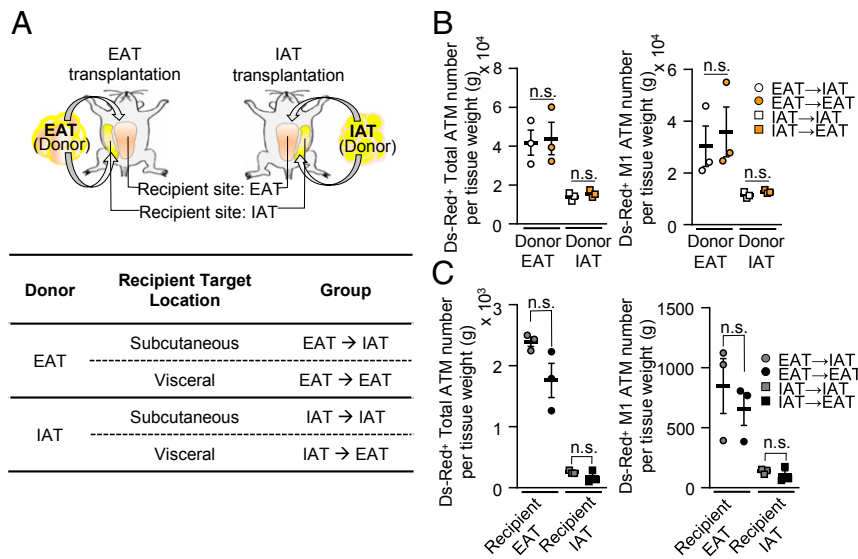 A
EAT
transplantation
IAT
transplantation
EAT
(Donor)
IAT
(Donor)
Recipient site: EAT
Recipient site: IAT
Donor
Recipient Target
Location
Group
EAT
Subcutaneous
EAT → IAT
Visceral
EAT → EAT
IAT
Subcutaneous
IAT → IAT
Visceral
IAT → EAT
B
Ds-Red+ Total ATM number
per tissue weight (g)
x 10⁴
8
6
4
2
0
n.s.
n.s.
Donor
EAT
Donor
IAT
Ds-Red+ M1 ATM number
per tissue weight (g)
x 10⁴
6
4
2
0
n.s.
n.s.
Donor
EAT
Donor
IAT
EAT→IAT
EAT→EAT
IAT→IAT
IAT→EAT
C
Ds-Red+ Total ATM number
per tissue weight (g)
x 10³
3
2
1
0
n.s.
n.s.
Recipient
EAT
Recipient
IAT
Ds-Red+ M1 ATM number
per tissue weight (g)
1500
1000
500
0
n.s.
n.s.
Recipient
EAT
Recipient
IAT
EAT→IAT
EAT→EAT
IAT→IAT
IAT→EAT